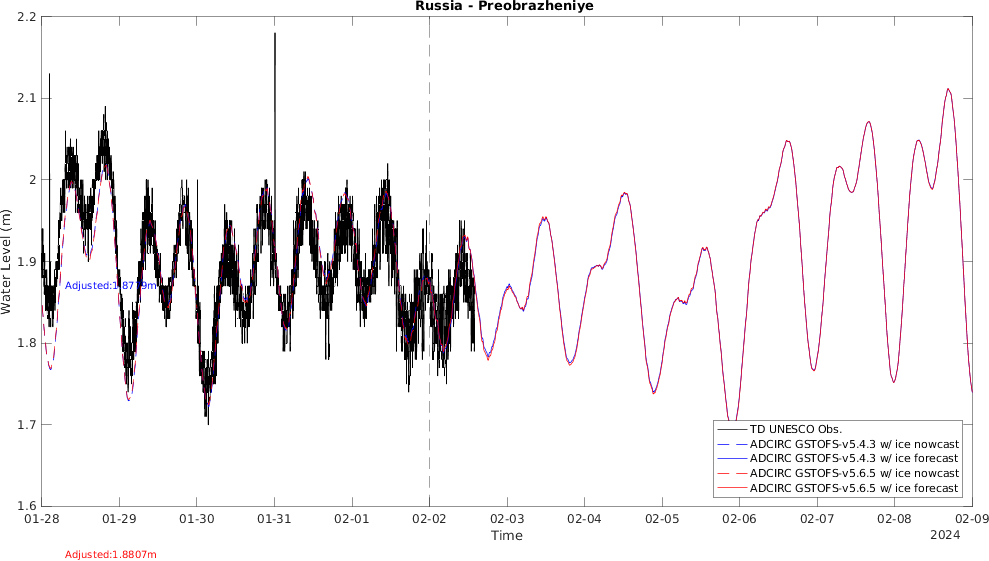 Russia - Preobrazheniye
Water Level (m)
2.2
2.1
2
1.9
1.8
1.7
1.6
Adjusted:1.8779m
TD UNESCO Obs.
ADCIRC GSTOFS-v5.4.3 w/ ice nowcast
ADCIRC GSTOFS-v5.4.3 w/ ice forecast
ADCIRC GSTOFS-v5.6.5 w/ ice nowcast
ADCIRC GSTOFS-v5.6.5 w/ ice forecast
01-28 01-29 01-30 01-31 02-01 02-02 02-03 02-04 02-05 02-06 02-07 02-08 02-09
Time
2024
Adjusted:1.8807m